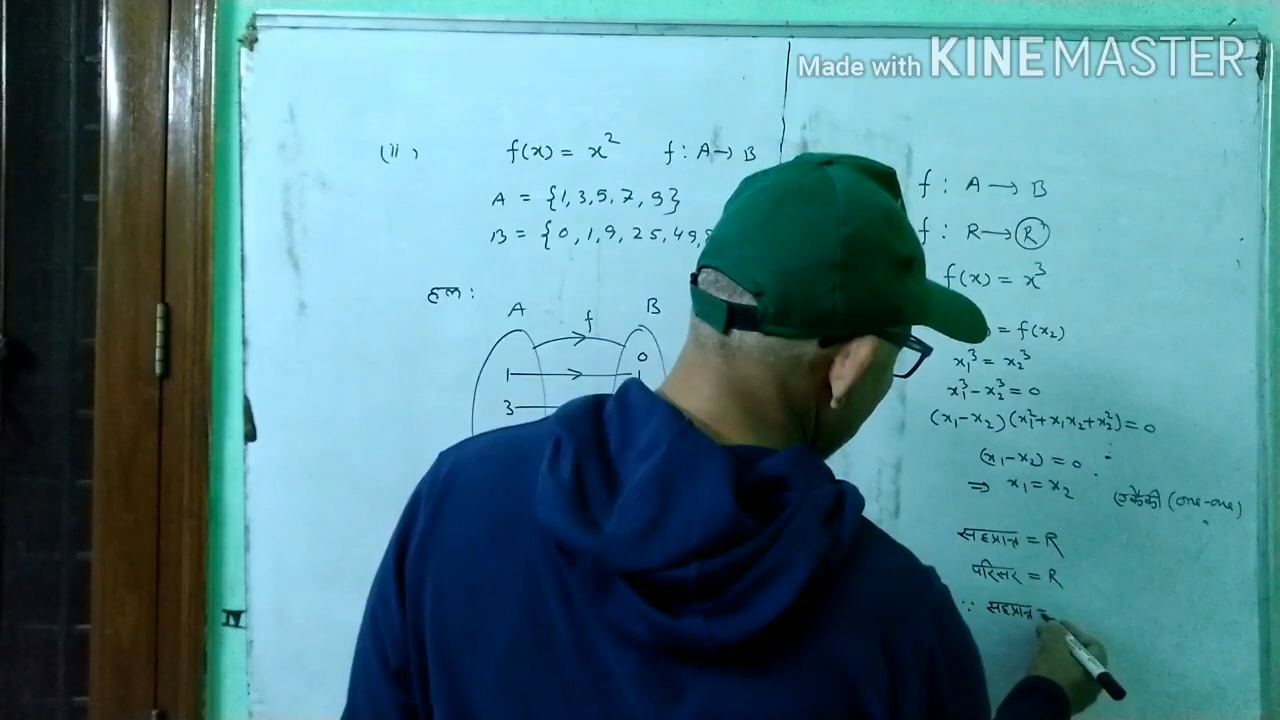 Made with KINEMASTER
(ii) f(x) = x² f : A → B
A = {1, 3, 5, 7, 9}
B = {0, 1, 9, 25, 49,
हल :
A f B
0
1 1
3
f : A → B
f : R → R
f(x) = x³
= f(x₂)
x₁³ = x₂³
x₁³ - x₂³ = 0
(x₁ - x₂) (x₁² + x₁x₂ + x₂²) = 0
(x₁ - x₂) = 0
⇒ x₁ = x₂ एकैकी (one-one)
सहप्रान्त = R
परिसर = R
∵ सहप्रान्त =